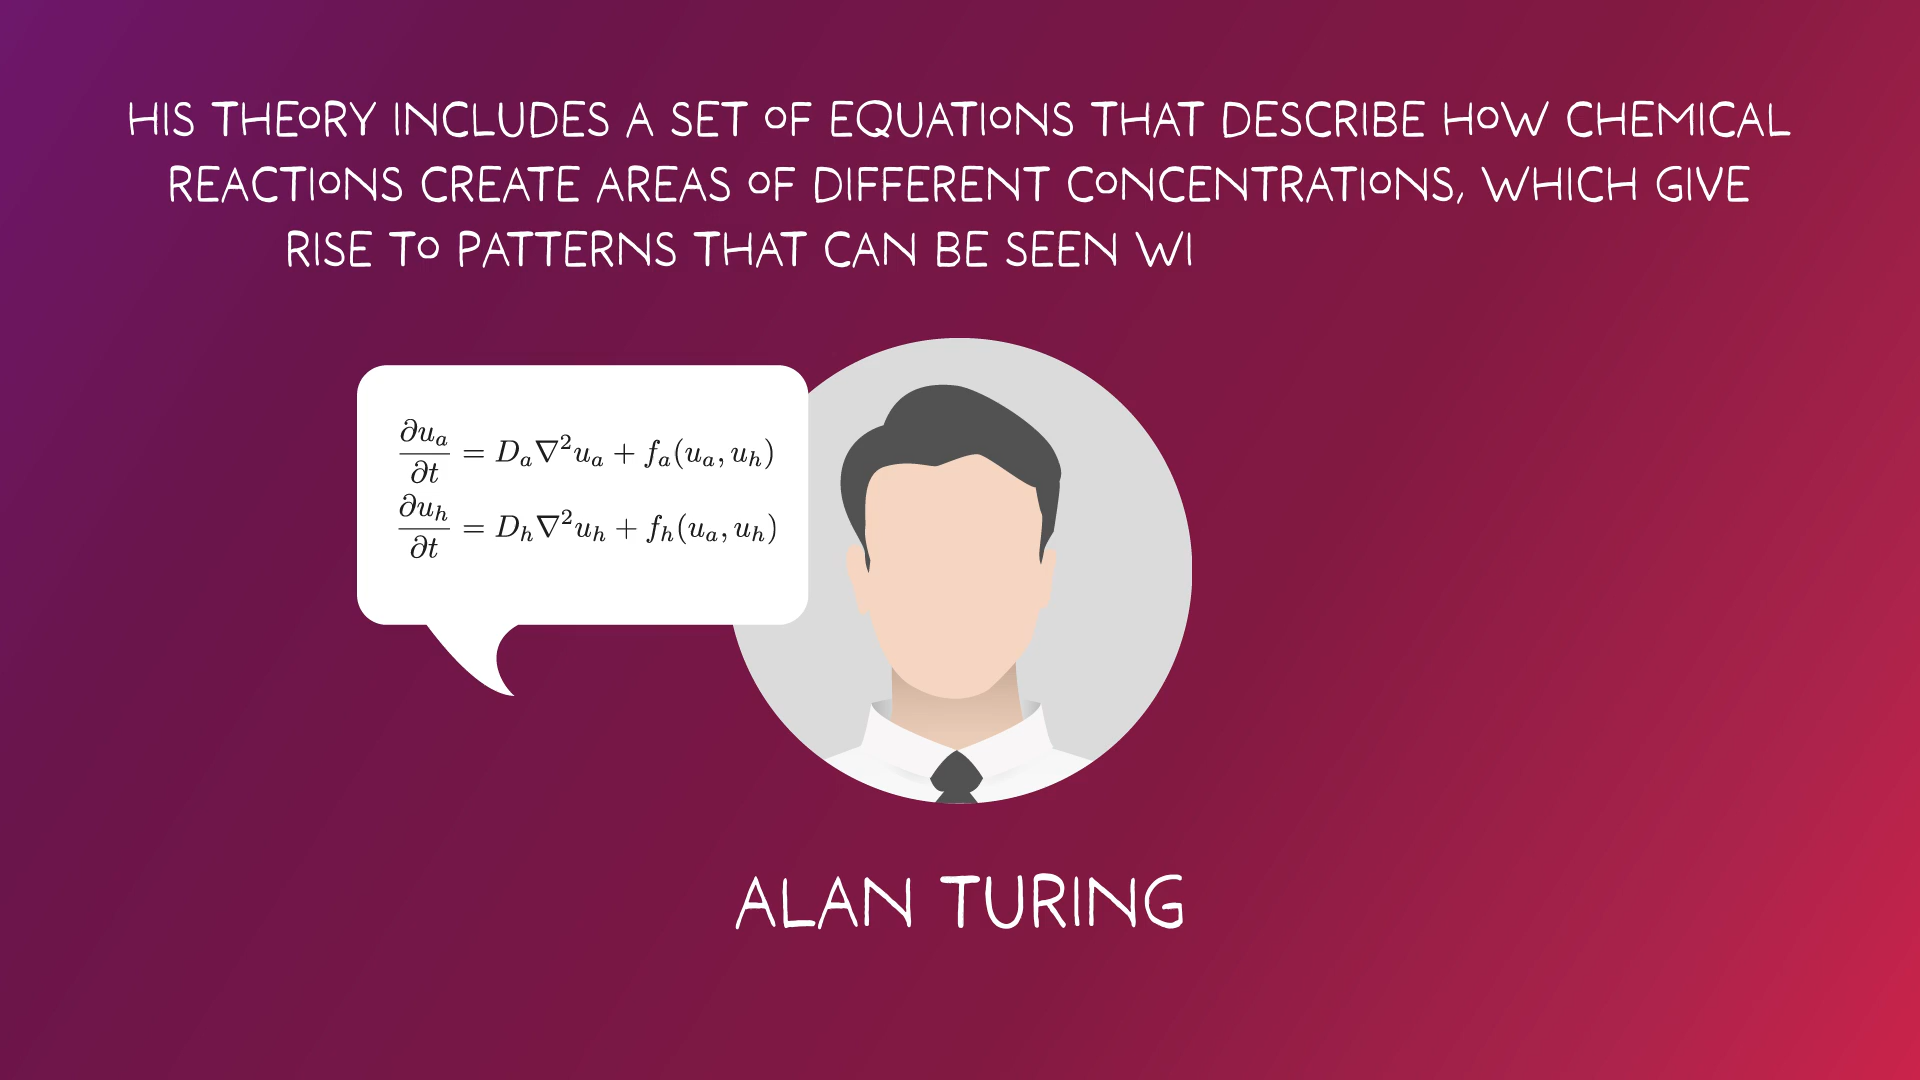 HIS THEORY INCLUDES A SET OF EQUATIONS THAT DESCRIBE HOW CHEMICAL
REACTIONS CREATE AREAS OF DIFFERENT CONCENTRATIONS, WHICH GIVE
RISE TO PATTERNS THAT CAN BE SEEN WI
∂u_a/∂t = D_a∇²u_a + f_a(u_a, u_h)
∂u_h/∂t = D_h∇²u_h + f_h(u_a, u_h)
ALAN TURING